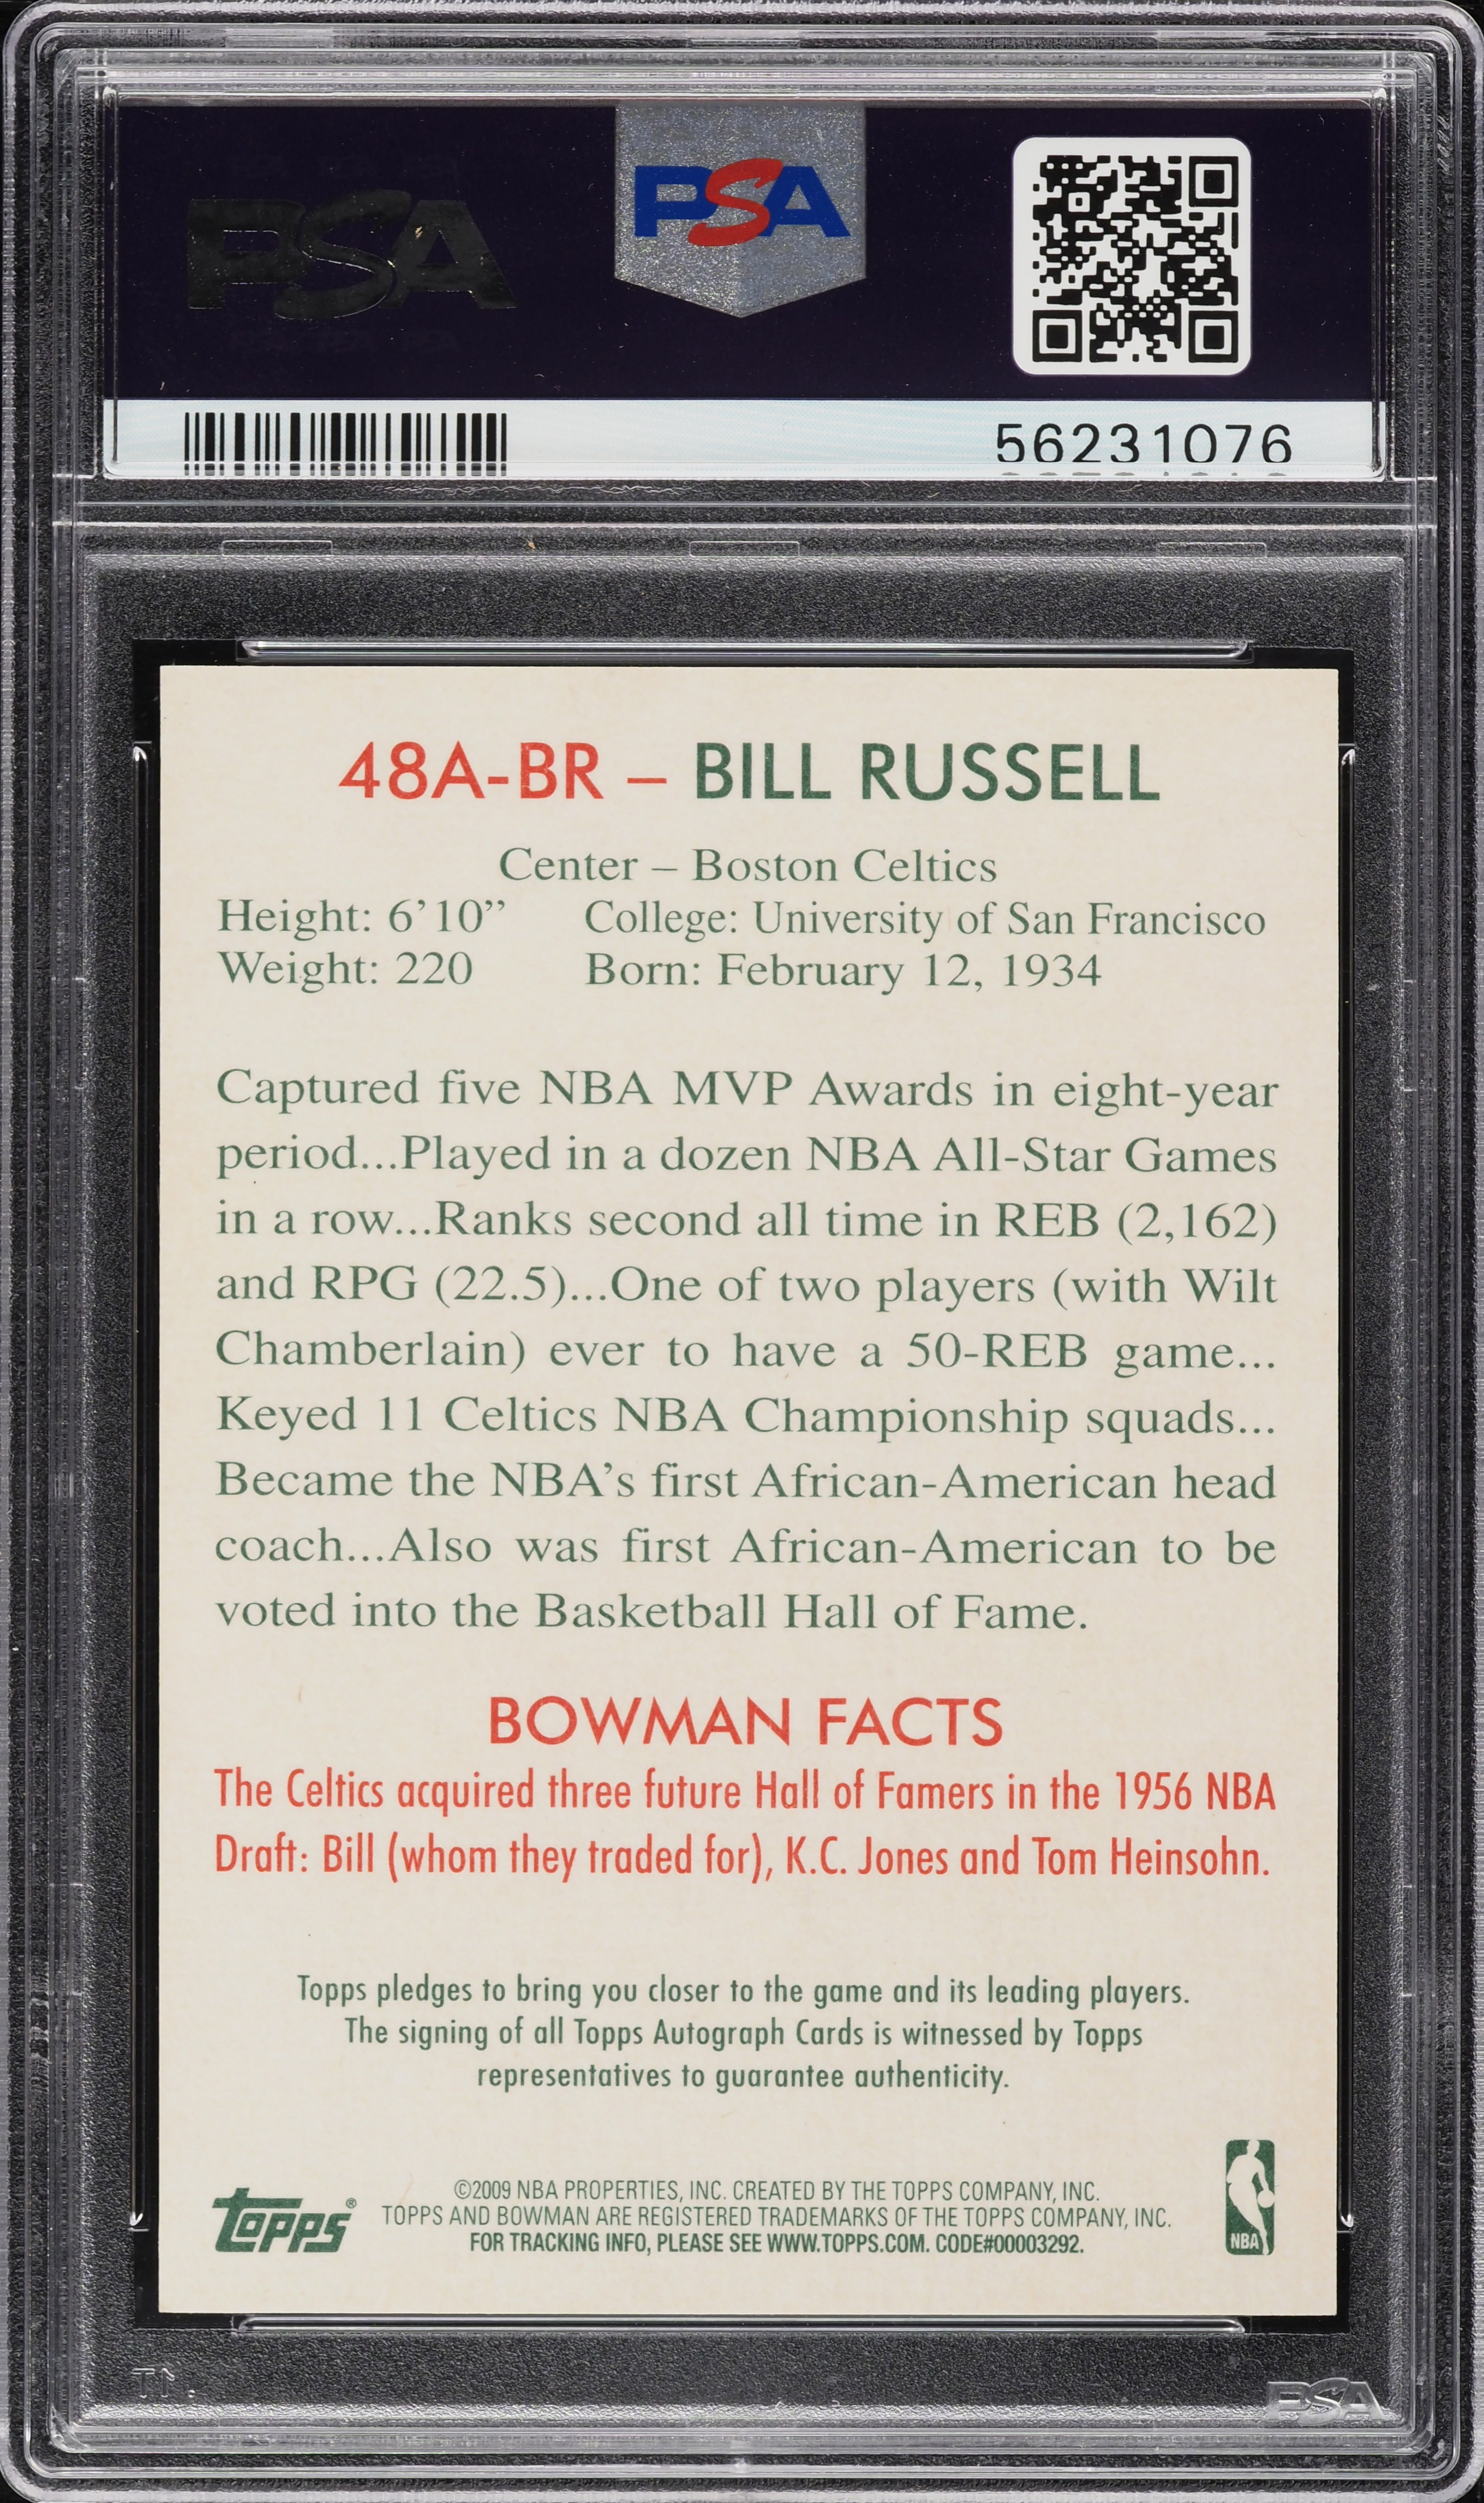 PSA
PSA
56231076
48A-BR – BILL RUSSELL
Center – Boston Celtics
Height: 6’10” College: University of San Francisco
Weight: 220 Born: February 12, 1934
Captured five NBA MVP Awards in eight-year
period...Played in a dozen NBA All-Star Games
in a row...Ranks second all time in REB (2,162)
and RPG (22.5)...One of two players (with Wilt
Chamberlain) ever to have a 50-REB game...
Keyed 11 Celtics NBA Championship squads...
Became the NBA’s first African-American head
coach...Also was first African-American to be
voted into the Basketball Hall of Fame.
BOWMAN FACTS
The Celtics acquired three future Hall of Famers in the 1956 NBA
Draft: Bill (whom they traded for), K.C. Jones and Tom Heinsohn.
Topps pledges to bring you closer to the game and its leading players.
The signing of all Topps Autograph Cards is witnessed by Topps
representatives to guarantee authenticity.
Topps®
©2009 NBA PROPERTIES, INC. CREATED BY THE TOPPS COMPANY, INC.
TOPPS AND BOWMAN ARE REGISTERED TRADEMARKS OF THE TOPPS COMPANY, INC.
FOR TRACKING INFO, PLEASE SEE WWW.TOPPS.COM. CODE#00003292.
NBA
PSA